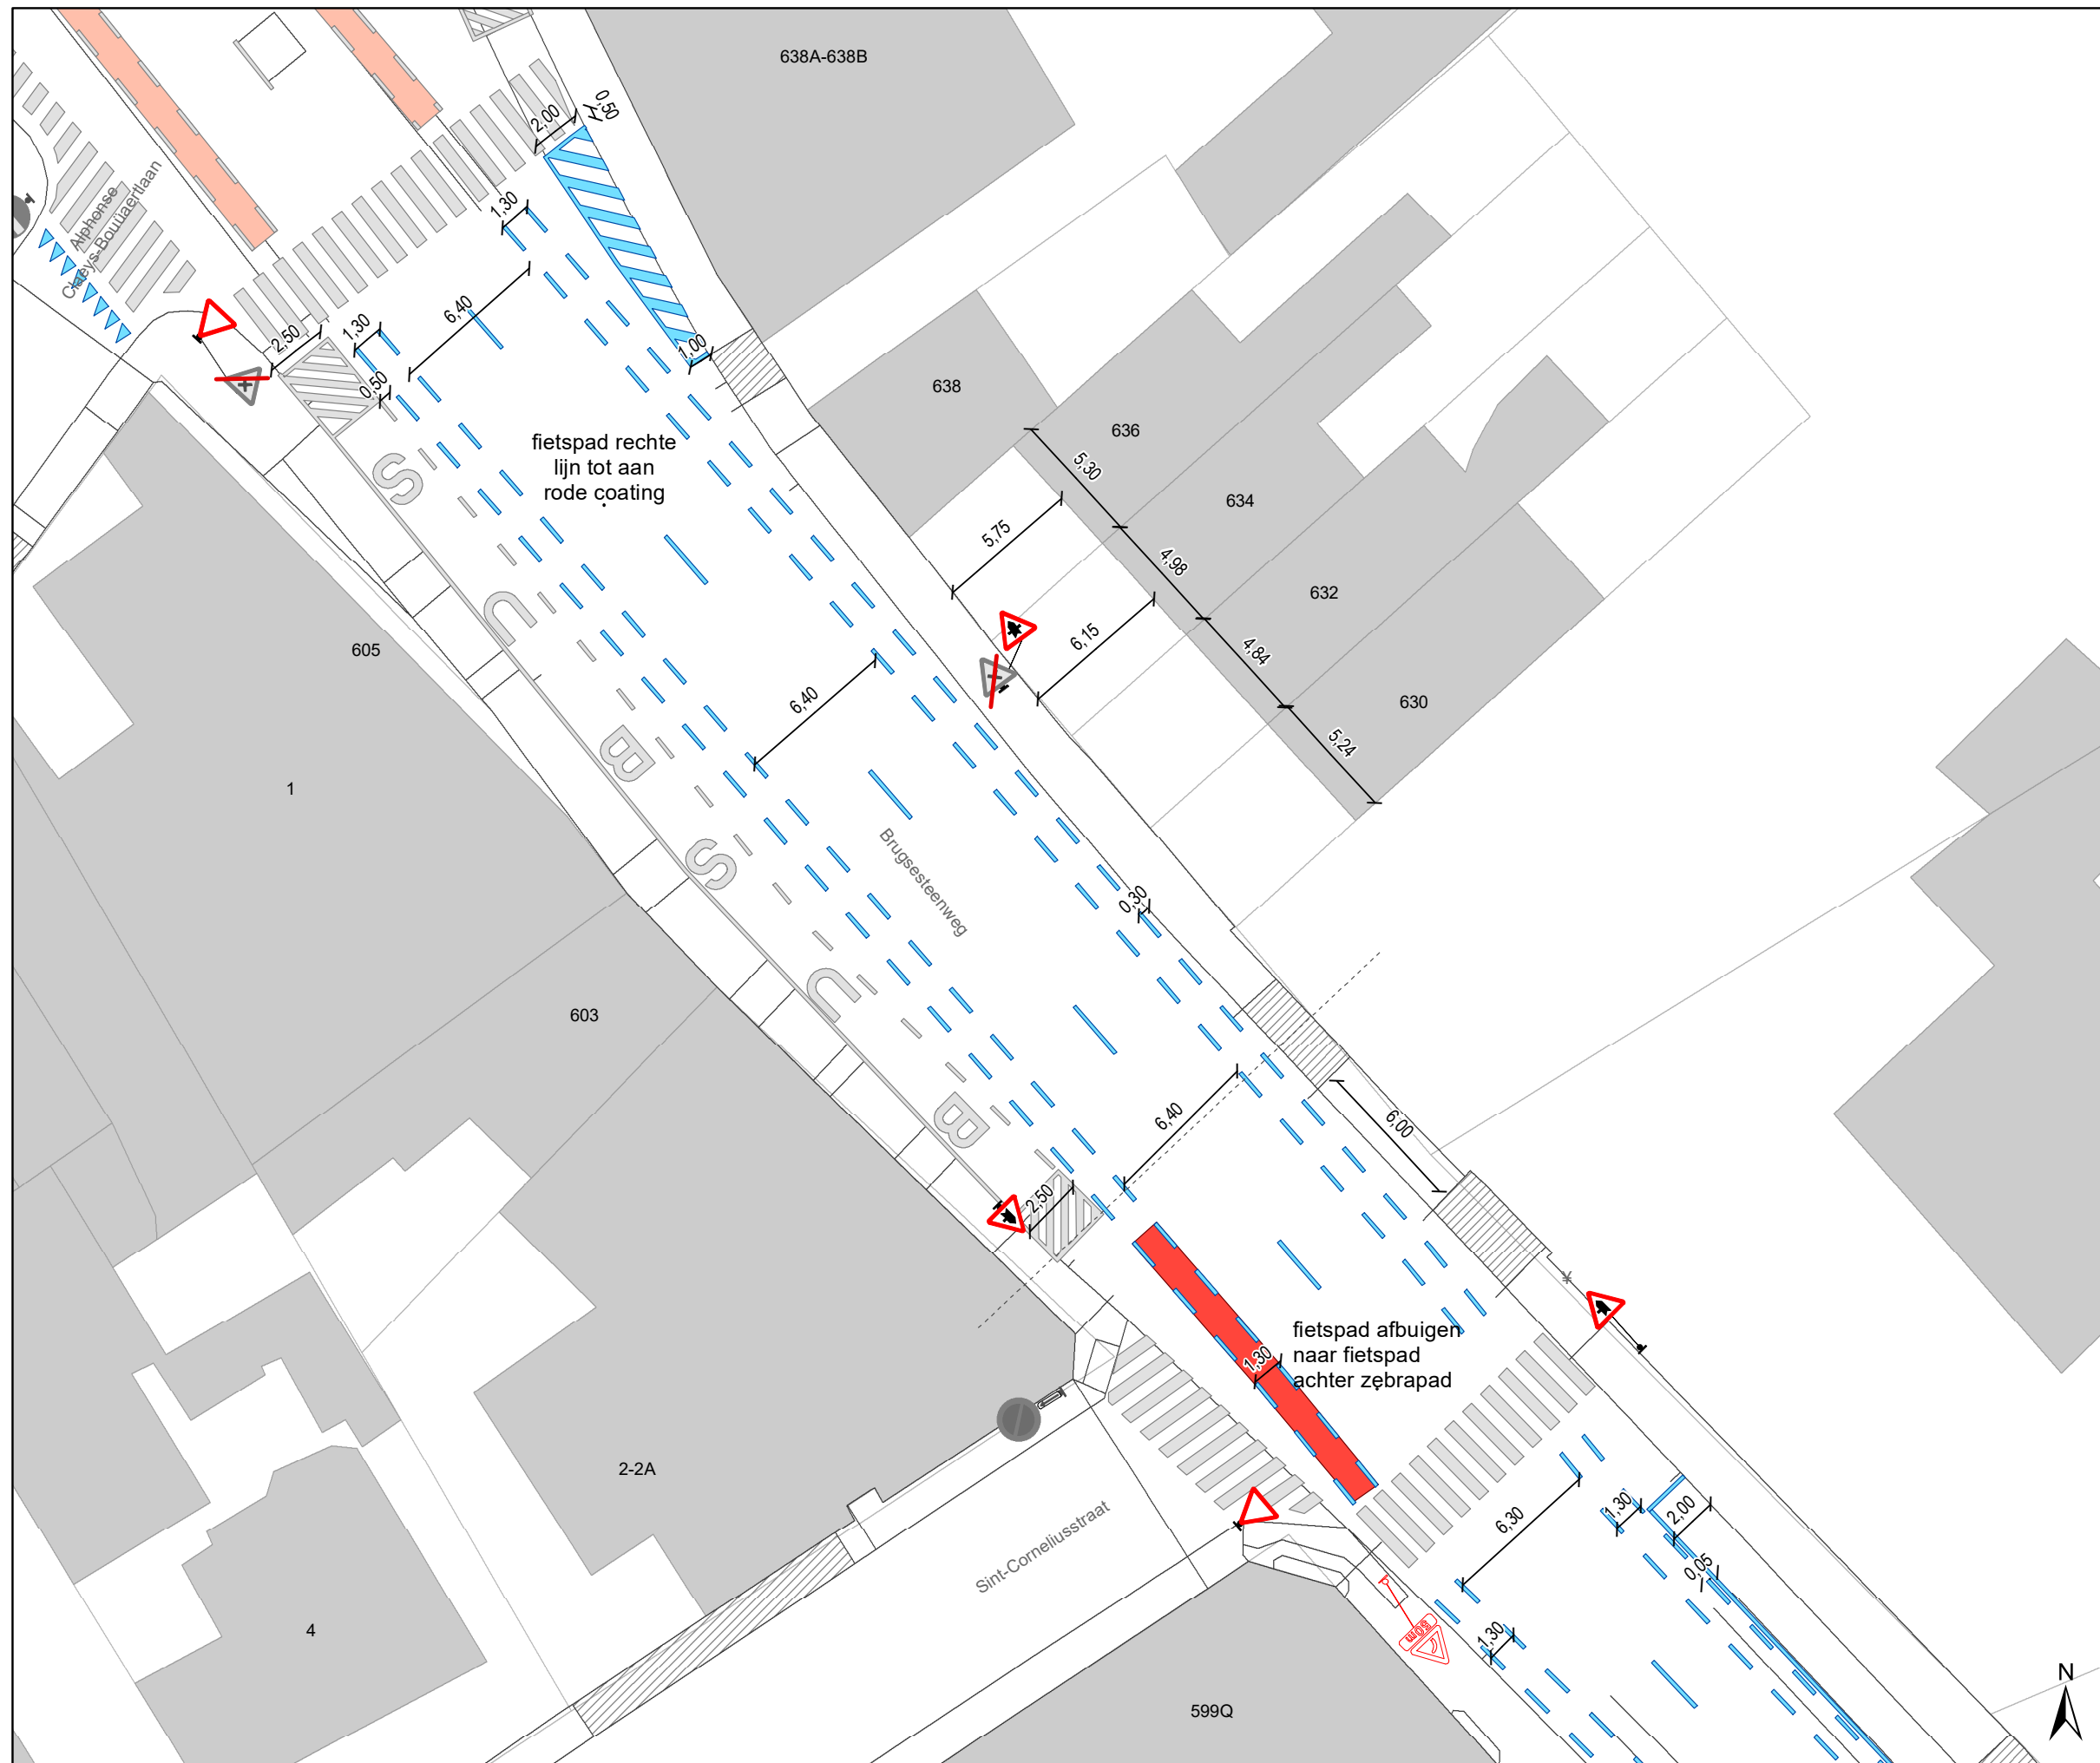 638A-638B
0,50
2,00
Alphonse
Claeys-Bouüaertlaan
1,30
6,40
1,30
2,50
0,50
1,00
638
636
fietspad rechte
lijn tot aan
rode coating
5,30
634
5,75
4,98
632
605
6,15
4,84
630
6,40
5,24
1
BUS
Brugsesteenweg
0,30
603
BUS
6,40
6,00
2,50
fietspad afbuigen
naar fietspad
achter zebrapad
1,30
2-2A
Sint-Corneliusstraat
6,30
1,30
2,00
0,05
4
50m
1,30
599Q
N